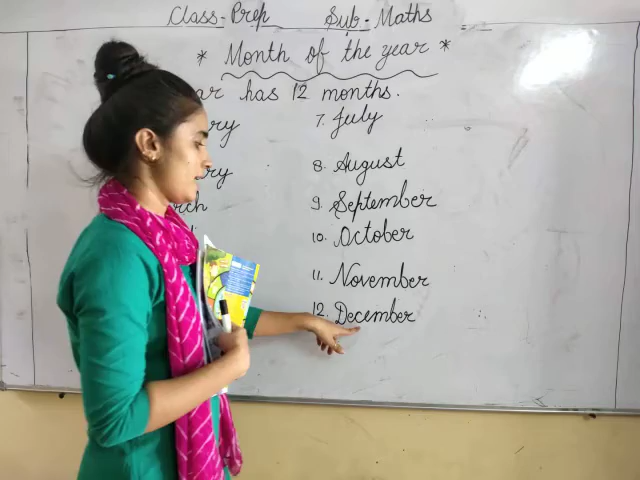 Class- Prep Sub- Maths
* Month of the year *
has 12 months.
7. July
8. August
9. September
10. October
11. November
12. December